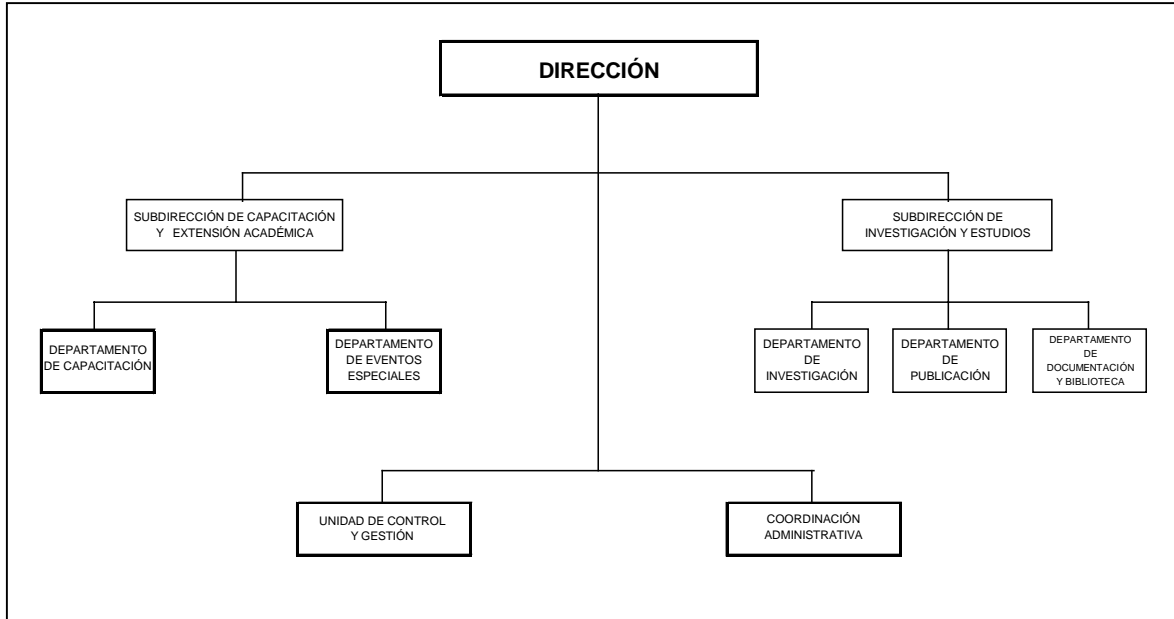 DIRECCIÓN
SUBDIRECCIÓN DE CAPACITACIÓN
Y EXTENSIÓN ACADÉMICA
SUBDIRECCIÓN DE
INVESTIGACIÓN Y ESTUDIOS
DEPARTAMENTO
DE CAPACITACIÓN
DEPARTAMENTO
DE EVENTOS
ESPECIALES
DEPARTAMENTO
DE
INVESTIGACIÓN
DEPARTAMENTO
DE
PUBLICACIÓN
DEPARTAMENTO
DE
DOCUMENTACIÓN
Y BIBLIOTECA
UNIDAD DE CONTROL
Y GESTIÓN
COORDINACIÓN
ADMINISTRATIVA